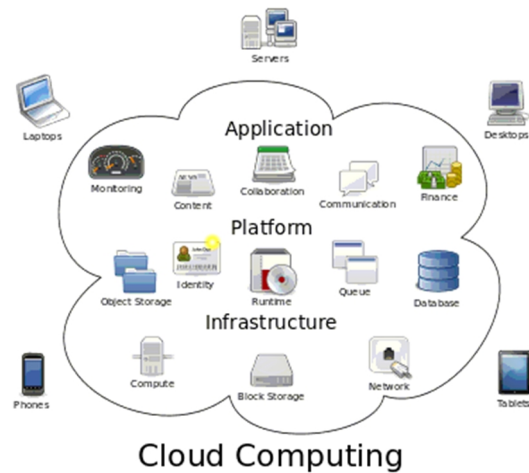 Servers
Laptops
Desktops
Application
Monitoring
Content
Collaboration
Communication
Finance
Platform
Object Storage
Identity
Runtime
Queue
Database
Infrastructure
Compute
Block Storage
Network
Phones
Tablets
Cloud Computing